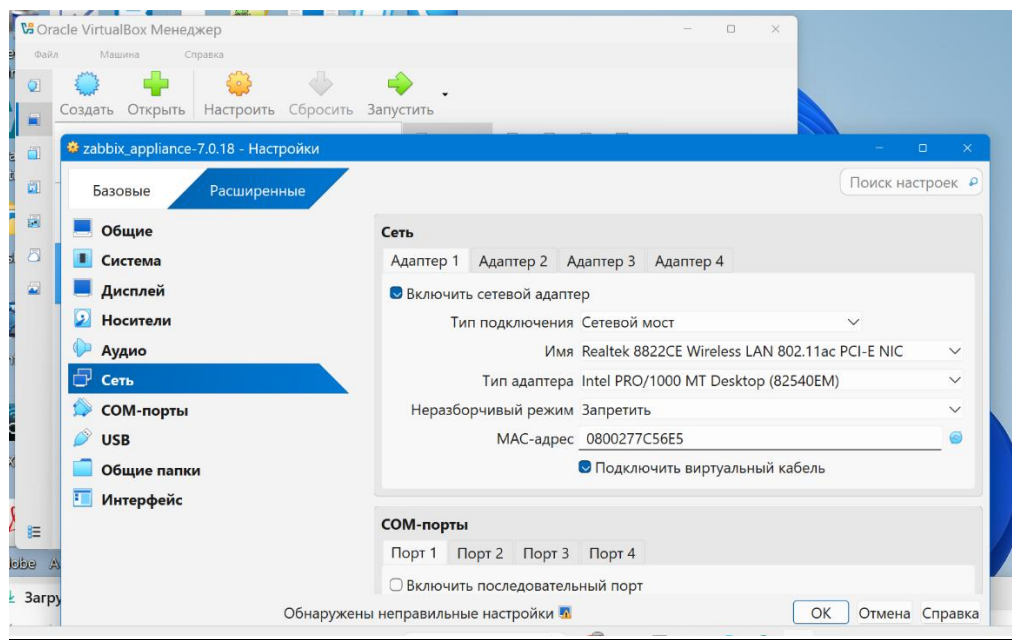 Oracle VirtualBox Менеджер
Файл Машина Справка
Создать Открыть Настроить Сбросить Запустить
zabbix_appliance-7.0.18 - Настройки
Базовые Расширенные Поиск настроек
Общие
Система
Дисплей
Носители
Аудио
Сеть
COM-порты
USB
Общие папки
Интерфейс
Сеть
Адаптер 1 Адаптер 2 Адаптер 3 Адаптер 4
Включить сетевой адаптер
Тип подключения Сетевой мост
Имя Realtek 8822CE Wireless LAN 802.11ac PCI-E NIC
Тип адаптера Intel PRO/1000 MT Desktop (82540EM)
Неразборчивый режим Запретить
MAC-адрес 0800277C56E5
Подключить виртуальный кабель
COM-порты
Порт 1 Порт 2 Порт 3 Порт 4
Включить последовательный порт
Обнаружены неправильные настройки
OK Отмена Справка